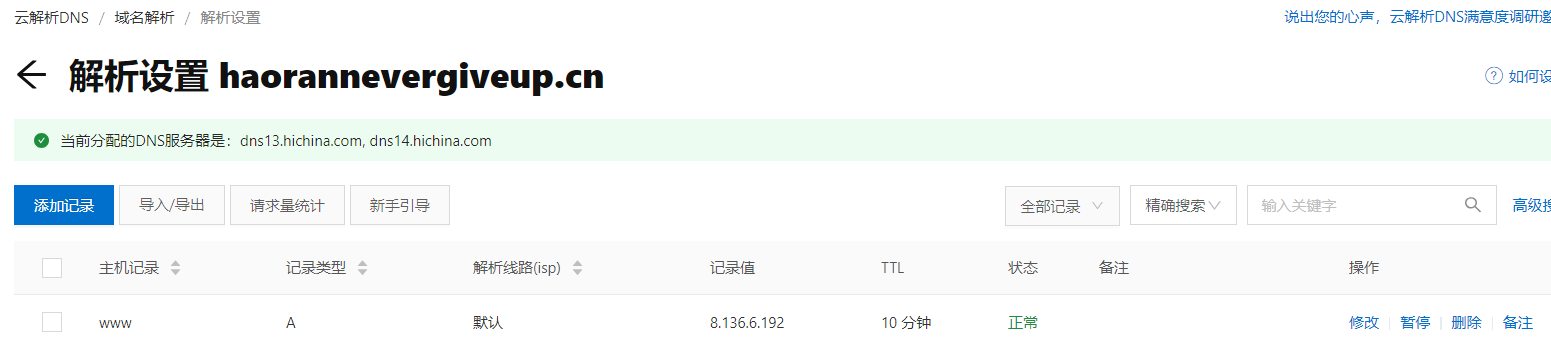 云解析DNS / 域名解析 / 解析设置 说出您的心声，云解析DNS满意度调研邀
解析设置 haorannevergiveup.cn 如何设
当前分配的DNS服务器是：dns13.hichina.com, dns14.hichina.com
添加记录 导入/导出 请求量统计 新手引导 全部记录 精确搜索 输入关键字 高级搜
主机记录 记录类型 解析线路(isp) 记录值 TTL 状态 备注 操作
www A 默认 8.136.6.192 10 分钟 正常 修改 暂停 删除 备注